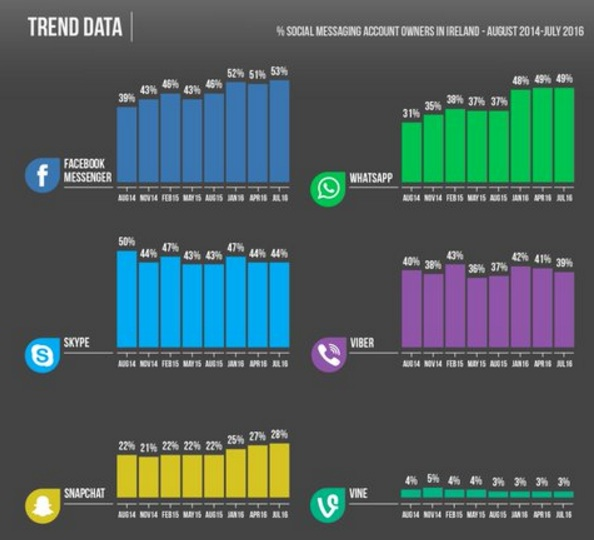 TREND DATA
% SOCIAL MESSAGING ACCOUNT OWNERS IN IRELAND - AUGUST 2014-JULY 2016
39% 43% 46% 43% 46% 52% 51% 53%
FACEBOOK
MESSENGER
AUG14 NOV14 FEB15 MAY15 AUG15 JAN16 APR16 JUL16
31% 35% 38% 37% 37% 48% 49% 49%
WHATSAPP
AUG14 NOV14 FEB15 MAY15 AUG15 JAN16 APR16 JUL16
50% 44% 47% 43% 43% 47% 44% 44%
SKYPE
AUG14 NOV14 FEB15 MAY15 AUG15 JAN16 APR16 JUL16
40% 38% 43% 36% 37% 42% 41% 39%
VIBER
AUG14 NOV14 FEB15 MAY15 AUG15 JAN16 APR16 JUL16
22% 21% 22% 22% 22% 25% 27% 28%
SNAPCHAT
AUG14 NOV14 FEB15 MAY15 AUG15 JAN16 APR16 JUL16
4% 5% 4% 4% 3% 3% 3% 3%
VINE
AUG14 NOV14 FEB15 MAY15 AUG15 JAN16 APR16 JUL16